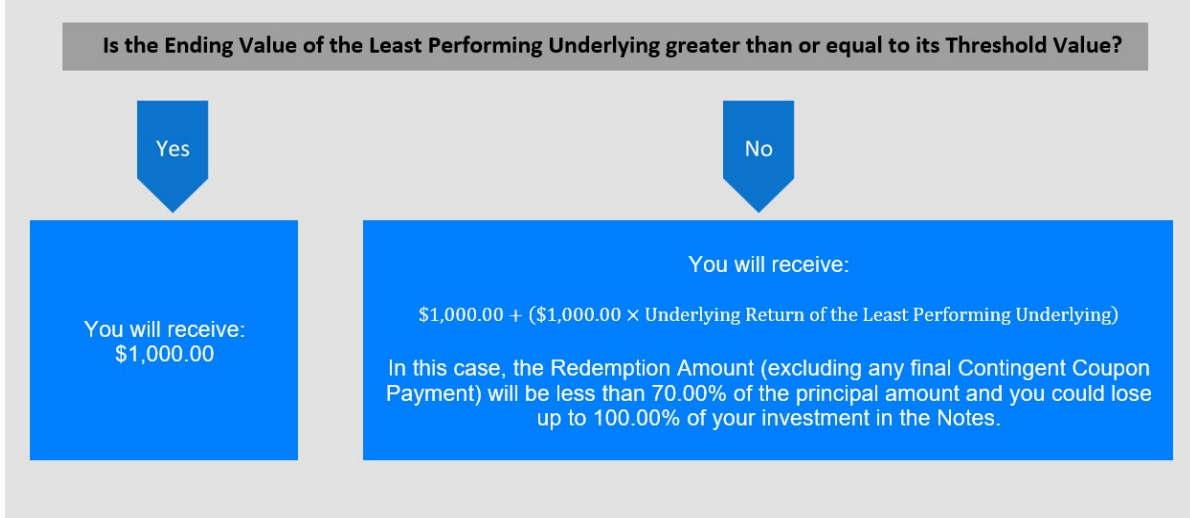 Is the Ending Value of the Least Performing Underlying greater than or equal to its Threshold Value?
Yes
No
You will receive:
$1,000.00
You will receive:
$1,000.00 + ($1,000.00 × Underlying Return of the Least Performing Underlying)
In this case, the Redemption Amount (excluding any final Contingent Coupon
Payment) will be less than 70.00% of the principal amount and you could lose
up to 100.00% of your investment in the Notes.